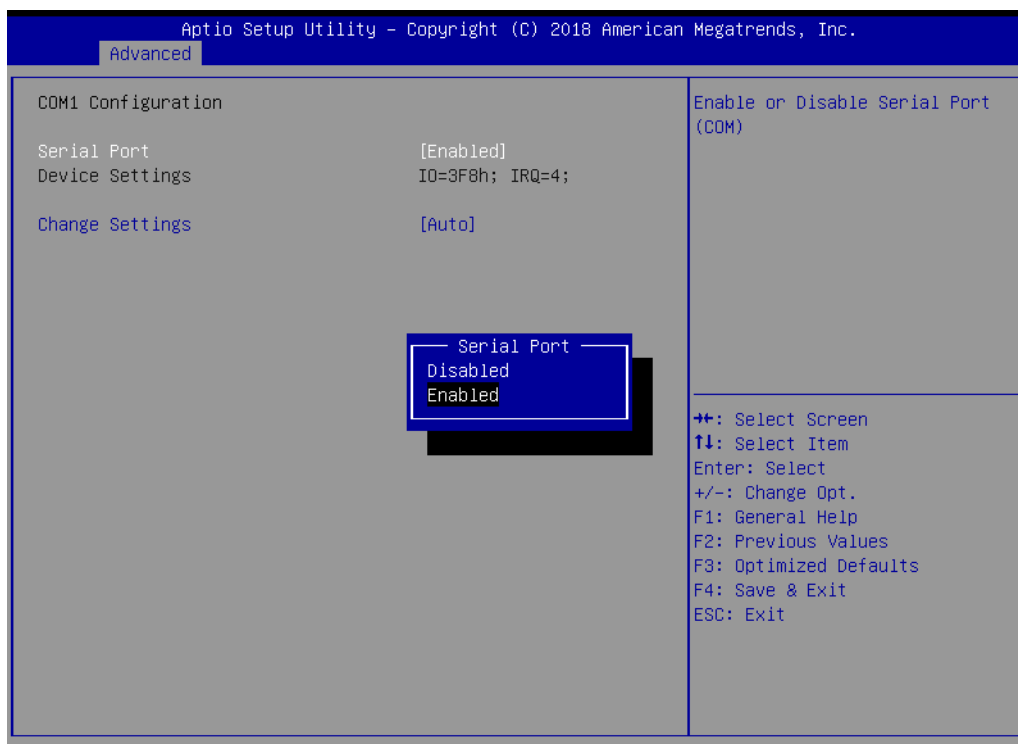 Aptio Setup Utility – Copyright (C) 2018 American Megatrends, Inc.
Advanced
COM1 Configuration
Serial Port [Enabled]
Device Settings IO=3F8h; IRQ=4;
Change Settings [Auto]
Serial Port
Disabled
Enabled
Enable or Disable Serial Port
(COM)
→←: Select Screen
↑↓: Select Item
Enter: Select
+/-: Change Opt.
F1: General Help
F2: Previous Values
F3: Optimized Defaults
F4: Save & Exit
ESC: Exit